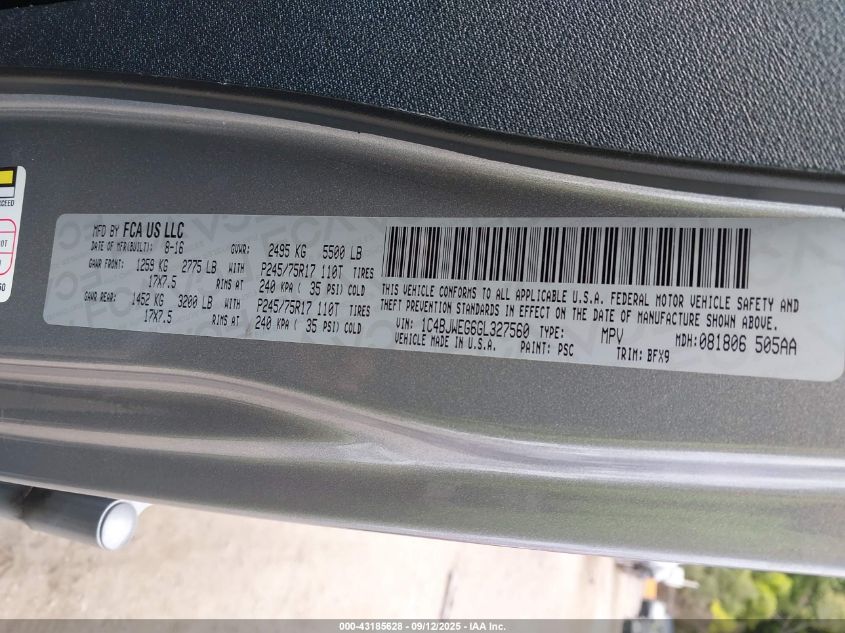 MFD BY FCA US LLC
DATE OF MFR(BUILT): 8-16 GVWR: 2495 KG 5500 LB
GAWR FRONT: 1259 KG 2775 LB WITH P245/75R17 110T TIRES
17X7.5 RIMS AT 240 KPA ( 35 PSI) COLD
GAWR REAR: 1452 KG 3200 LB WITH P245/75R17 110T TIRES
17X7.5 RIMS AT 240 KPA ( 35 PSI) COLD
THIS VEHICLE CONFORMS TO ALL APPLICABLE U.S.A. FEDERAL MOTOR VEHICLE SAFETY AND
THEFT PREVENTION STANDARDS IN EFFECT ON THE DATE OF MANUFACTURE SHOWN ABOVE.
VIN: 1C4BJWEG6GL327560 TYPE: MPV MDH: 081806 505AA
VEHICLE MADE IN U.S.A. PAINT: PSC TRIM: BFX9
000-43185628 - 09/12/2025 - IAA Inc.